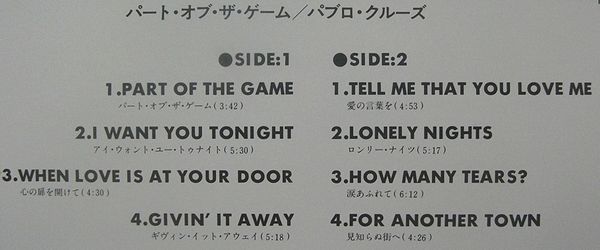 パート・オブ・ザ・ゲーム／パブロ・クルーズ
●SIDE:1
1.PART OF THE GAME
パート・オブ・ザ・ゲーム(3:42)
2.I WANT YOU TONIGHT
アイ・ウォント・ユー・トゥナイト(5:30)
3.WHEN LOVE IS AT YOUR DOOR
心の扉を開けて(4:30)
4.GIVIN' IT AWAY
ギヴィン・イット・アウェイ(5:18)
●SIDE:2
1.TELL ME THAT YOU LOVE ME
愛の言葉を(4:53)
2.LONELY NIGHTS
ロンリー・ナイツ(5:17)
3.HOW MANY TEARS?
涙あふれて(6:12)
4.FOR ANOTHER TOWN
見知らぬ街へ(4:26)